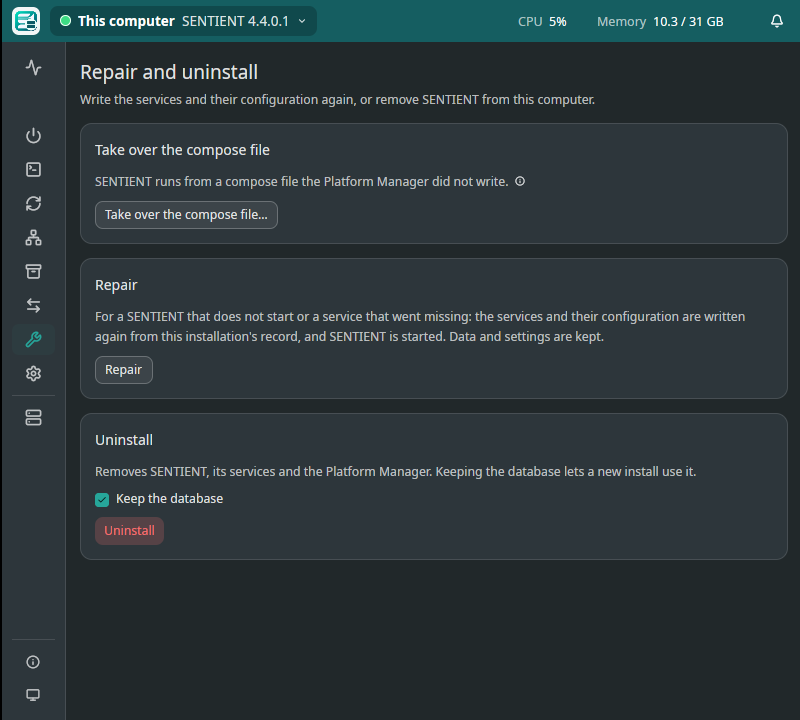 This computer SENTIENT 4.4.0.1
CPU 5% Memory 10.3 / 31 GB
Repair and uninstall
Write the services and their configuration again, or remove SENTIENT from this computer.
Take over the compose file
SENTIENT runs from a compose file the Platform Manager did not write.
Take over the compose file...
Repair
For a SENTIENT that does not start or a service that went missing: the services and their configuration are written
again from this installation's record, and SENTIENT is started. Data and settings are kept.
Repair
Uninstall
Removes SENTIENT, its services and the Platform Manager. Keeping the database lets a new install use it.
Keep the database
Uninstall